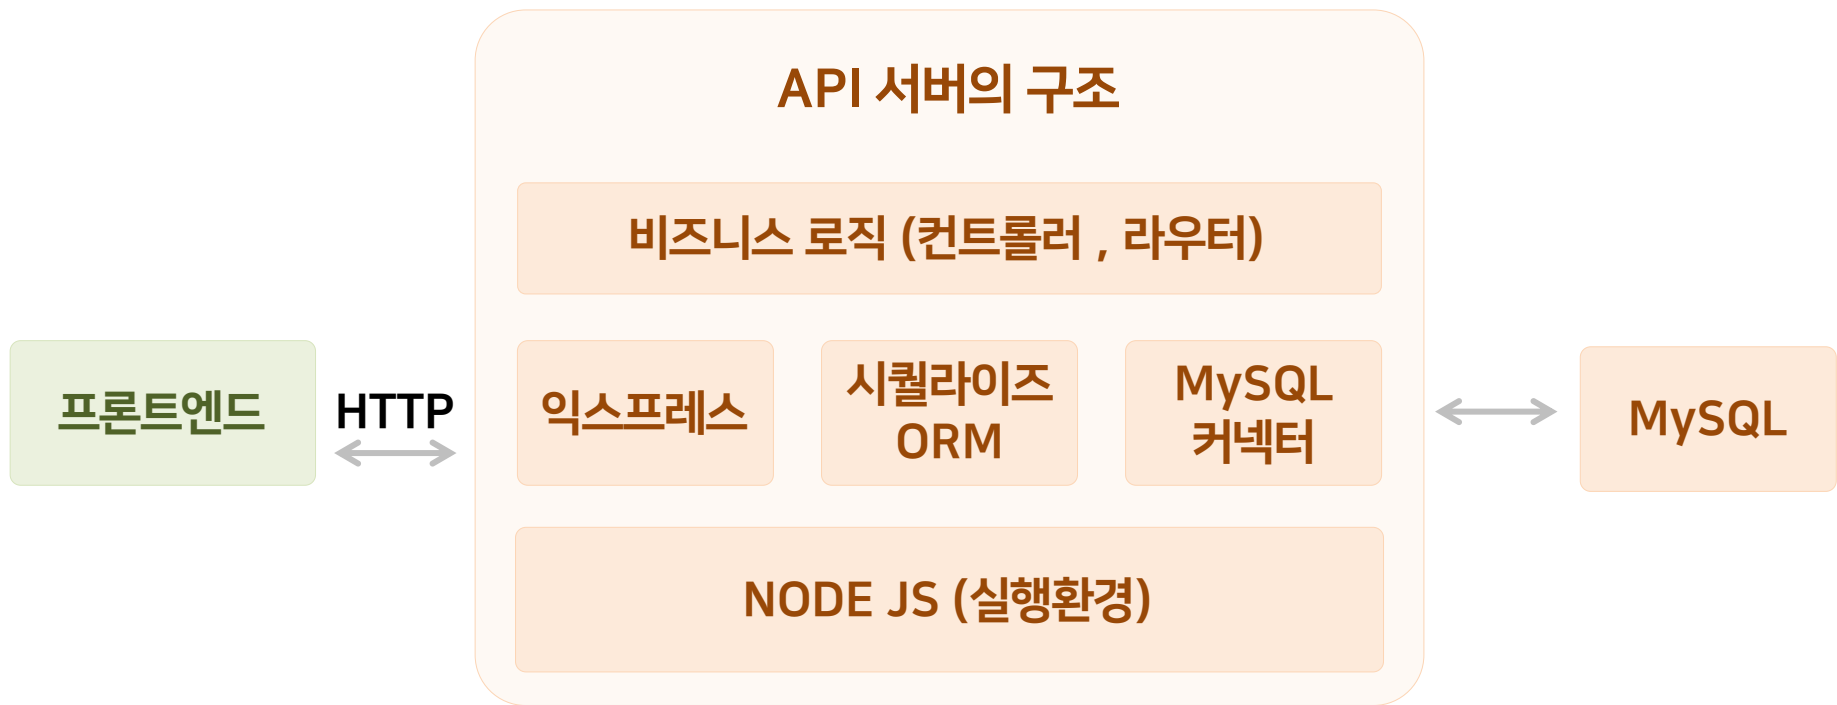 API 서버의 구조
비즈니스 로직 (컨트롤러 , 라우터)
프론트엔드
HTTP
익스프레스
시퀄라이즈
ORM
MySQL
커넥터
MySQL
NODE JS (실행환경)